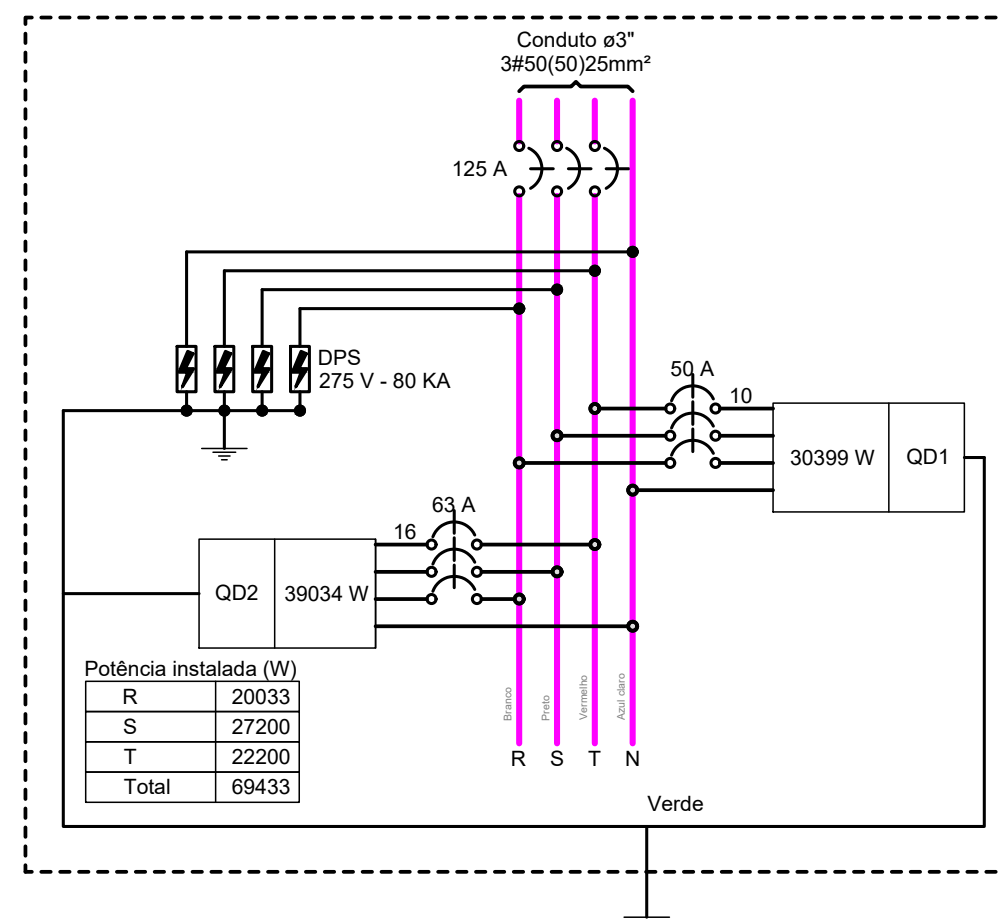 Conduto ø3"
3#50(50)25mm²
125 A
DPS
275 V - 80 KA
50 A
10
30399 W
QD1
63 A
16
QD2
39034 W
Potência instalada (W)
R 20033
S 27200
T 22200
Total 69433
Branco
Preto
Vermelho
Azul claro
R S T N
Verde